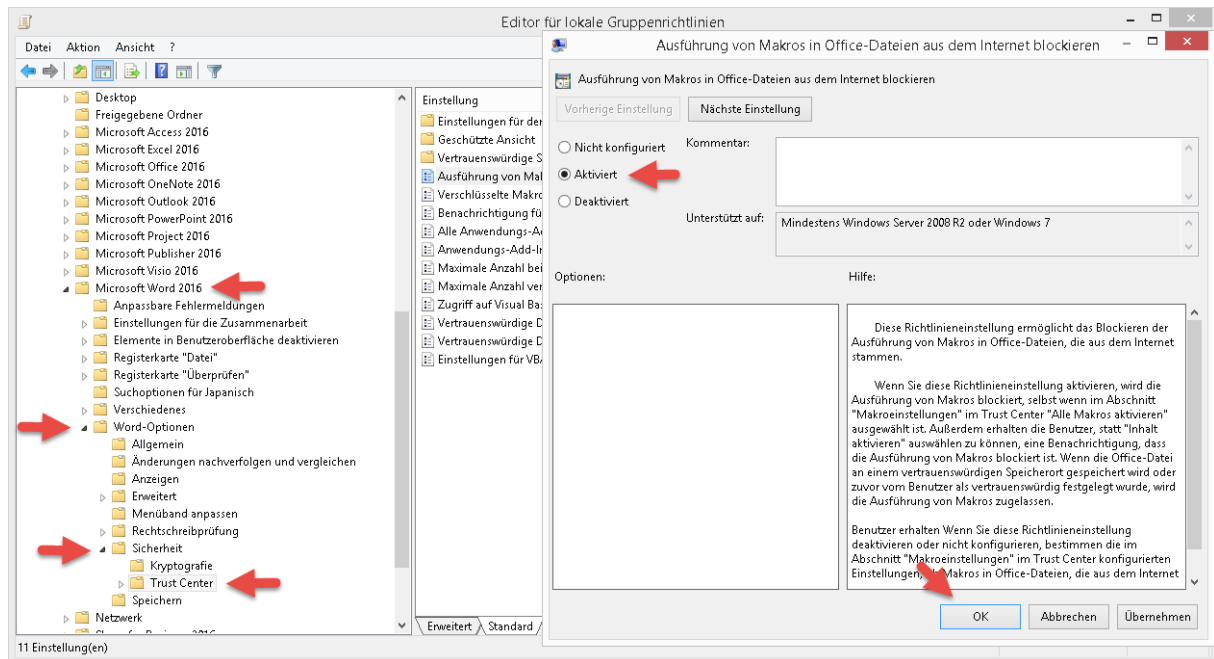 Editor für lokale Gruppenrichtlinien
Datei Aktion Ansicht ?
Desktop
Freigegebene Ordner
Microsoft Access 2016
Microsoft Excel 2016
Microsoft Office 2016
Microsoft OneNote 2016
Microsoft Outlook 2016
Microsoft PowerPoint 2016
Microsoft Project 2016
Microsoft Publisher 2016
Microsoft Visio 2016
Microsoft Word 2016
Anpassbare Fehlermeldungen
Einstellungen für die Zusammenarbeit
Elemente in Benutzeroberfläche deaktivieren
Registerkarte "Datei"
Registerkarte "Überprüfen"
Suchoptionen für Japanisch
Verschiedenes
Word-Optionen
Allgemein
Änderungen nachverfolgen und vergleichen
Anzeigen
Erweitert
Menüband anpassen
Rechtschreibprüfung
Sicherheit
Kryptografie
Trust Center
Speichern
Netzwerk
11 Einstellung(en)
Einstellung
Einstellungen für der
Geschützte Ansicht
Vertrauenswürdige S
Ausführung von Mal
Verschlüsselte Makro
Benachrichtigung fü
Alle Anwendungs-A
Anwendungs-Add-Ir
Maximale Anzahl bei
Maximale Anzahl ver
Zugriff auf Visual Ba
Vertrauenswürdige D
Vertrauenswürdige D
Einstellungen für VB
Erweitert Standard
Ausführung von Makros in Office-Dateien aus dem Internet blockieren
Ausführung von Makros in Office-Dateien aus dem Internet blockieren
Vorherige Einstellung Nächste Einstellung
Nicht konfiguriert
Aktiviert
Deaktiviert
Kommentar:
Unterstützt auf:
Mindestens Windows Server 2008 R2 oder Windows 7
Optionen:
Hilfe:
Diese Richtlinieneinstellung ermöglicht das Blockieren der
Ausführung von Makros in Office-Dateien, die aus dem Internet
stammen.
Wenn Sie diese Richtlinieneinstellung aktivieren, wird die
Ausführung von Makros blockiert, selbst wenn im Abschnitt
"Makroeinstellungen" im Trust Center "Alle Makros aktivieren"
ausgewählt ist. Außerdem erhalten die Benutzer, statt "Inhalt
aktivieren" auswählen zu können, eine Benachrichtigung, dass
die Ausführung von Makros blockiert ist. Wenn die Office-Datei
an einem vertrauenswürdigen Speicherort gespeichert wird oder
zuvor vom Benutzer als vertrauenswürdig festgelegt wurde, wird
die Ausführung von Makros zugelassen.
Benutzer erhalten Wenn Sie diese Richtlinieneinstellung
deaktivieren oder nicht konfigurieren, bestimmen die im
Abschnitt "Makroeinstellungen" im Trust Center konfigurierten
Einstellungen, Makros in Office-Dateien, die aus dem Internet
OK Abbrechen Übernehmen